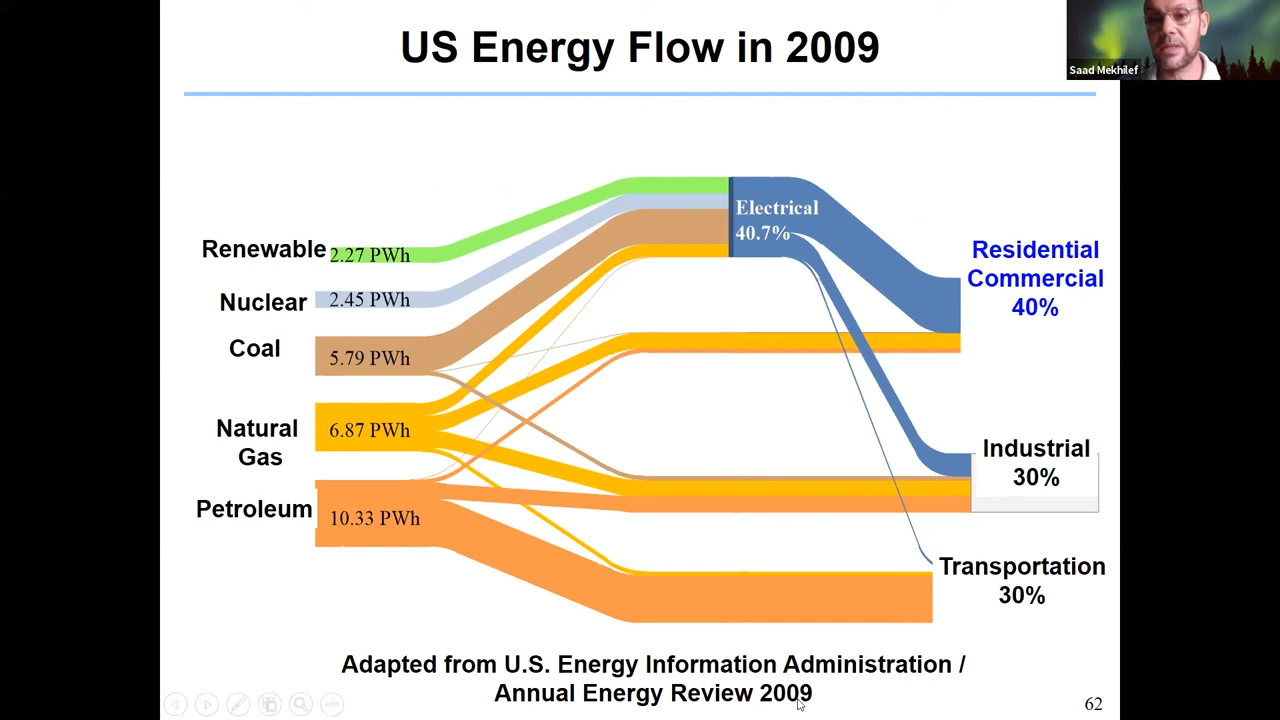 US Energy Flow in 2009
Saad Mekhilef
Electrical
40.7%
Renewable
2.27 PWh
Nuclear
2.45 PWh
Coal
5.79 PWh
Natural
Gas
6.87 PWh
Petroleum
10.33 PWh
Residential
Commercial
40%
Industrial
30%
Transportation
30%
Adapted from U.S. Energy Information Administration /
Annual Energy Review 2009
62